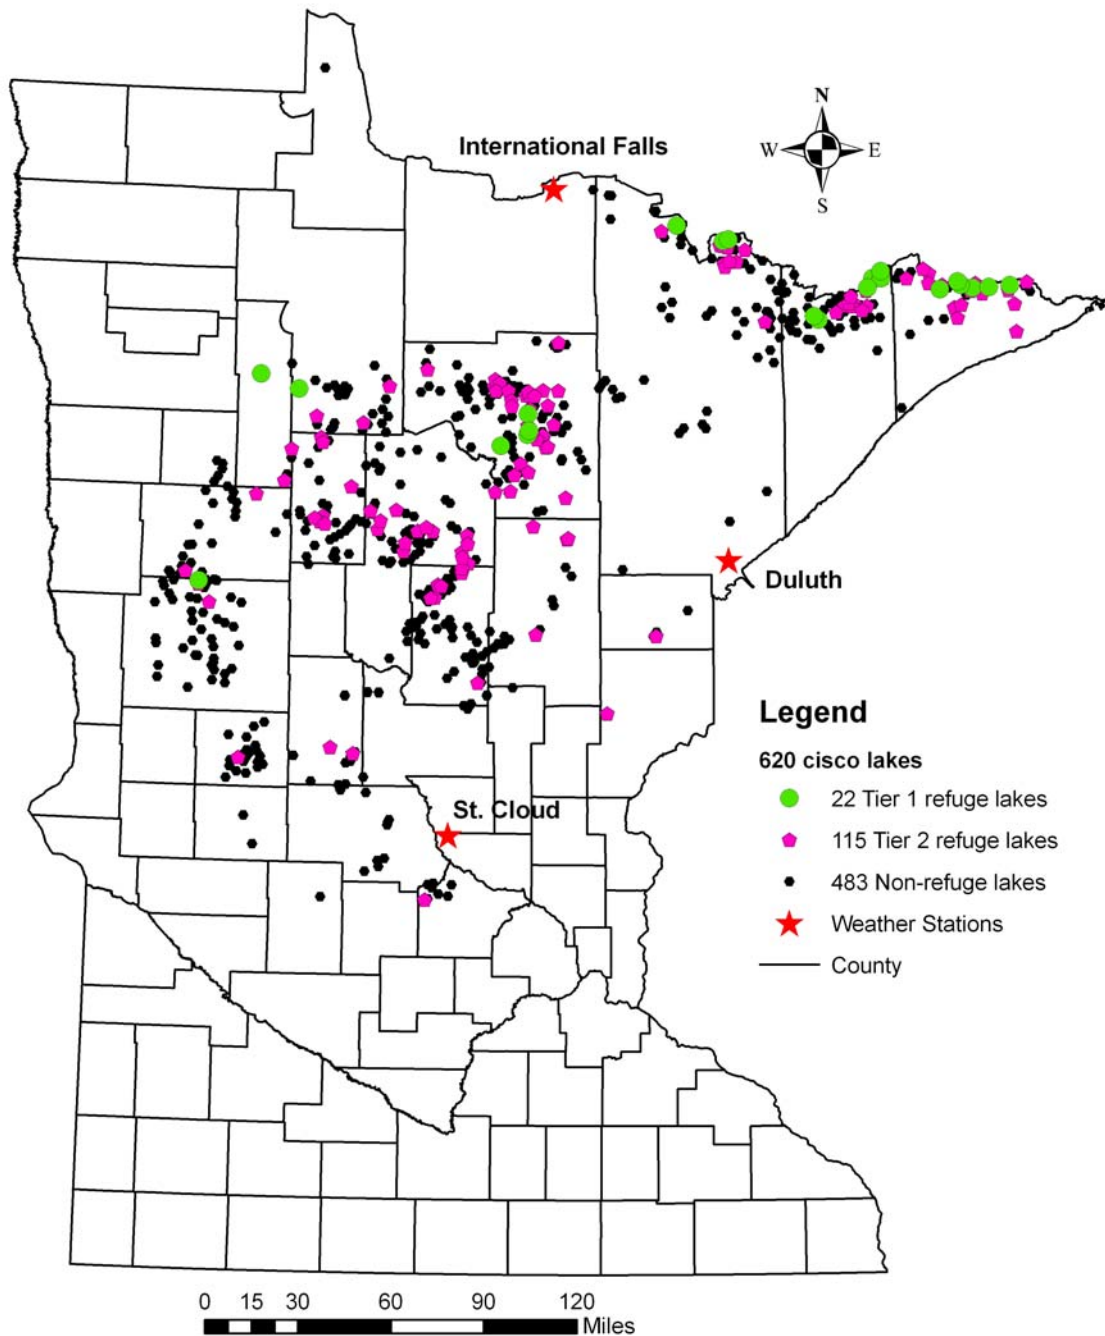 N
International Falls
W E
S
Duluth
Legend
620 cisco lakes
22 Tier 1 refuge lakes
115 Tier 2 refuge lakes
St. Cloud
483 Non-refuge lakes
Weather Stations
County
0 15 30 60 90 120
Miles